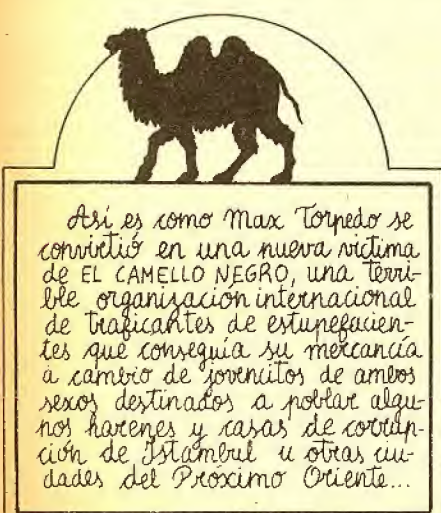 Así es como Max Torpedo se
convirtió en una nueva víctima
de EL CAMELLO NEGRO, una terri-
ble organización internacional
de traficantes de estupefacien-
tes que conseguía su mercancía
a cambio de jovencitos de ambos
sexos destinados a poblar algu-
nos harenes y casas de corrup-
ción de Istambul u otras ciu-
dades del Próximo Oriente...